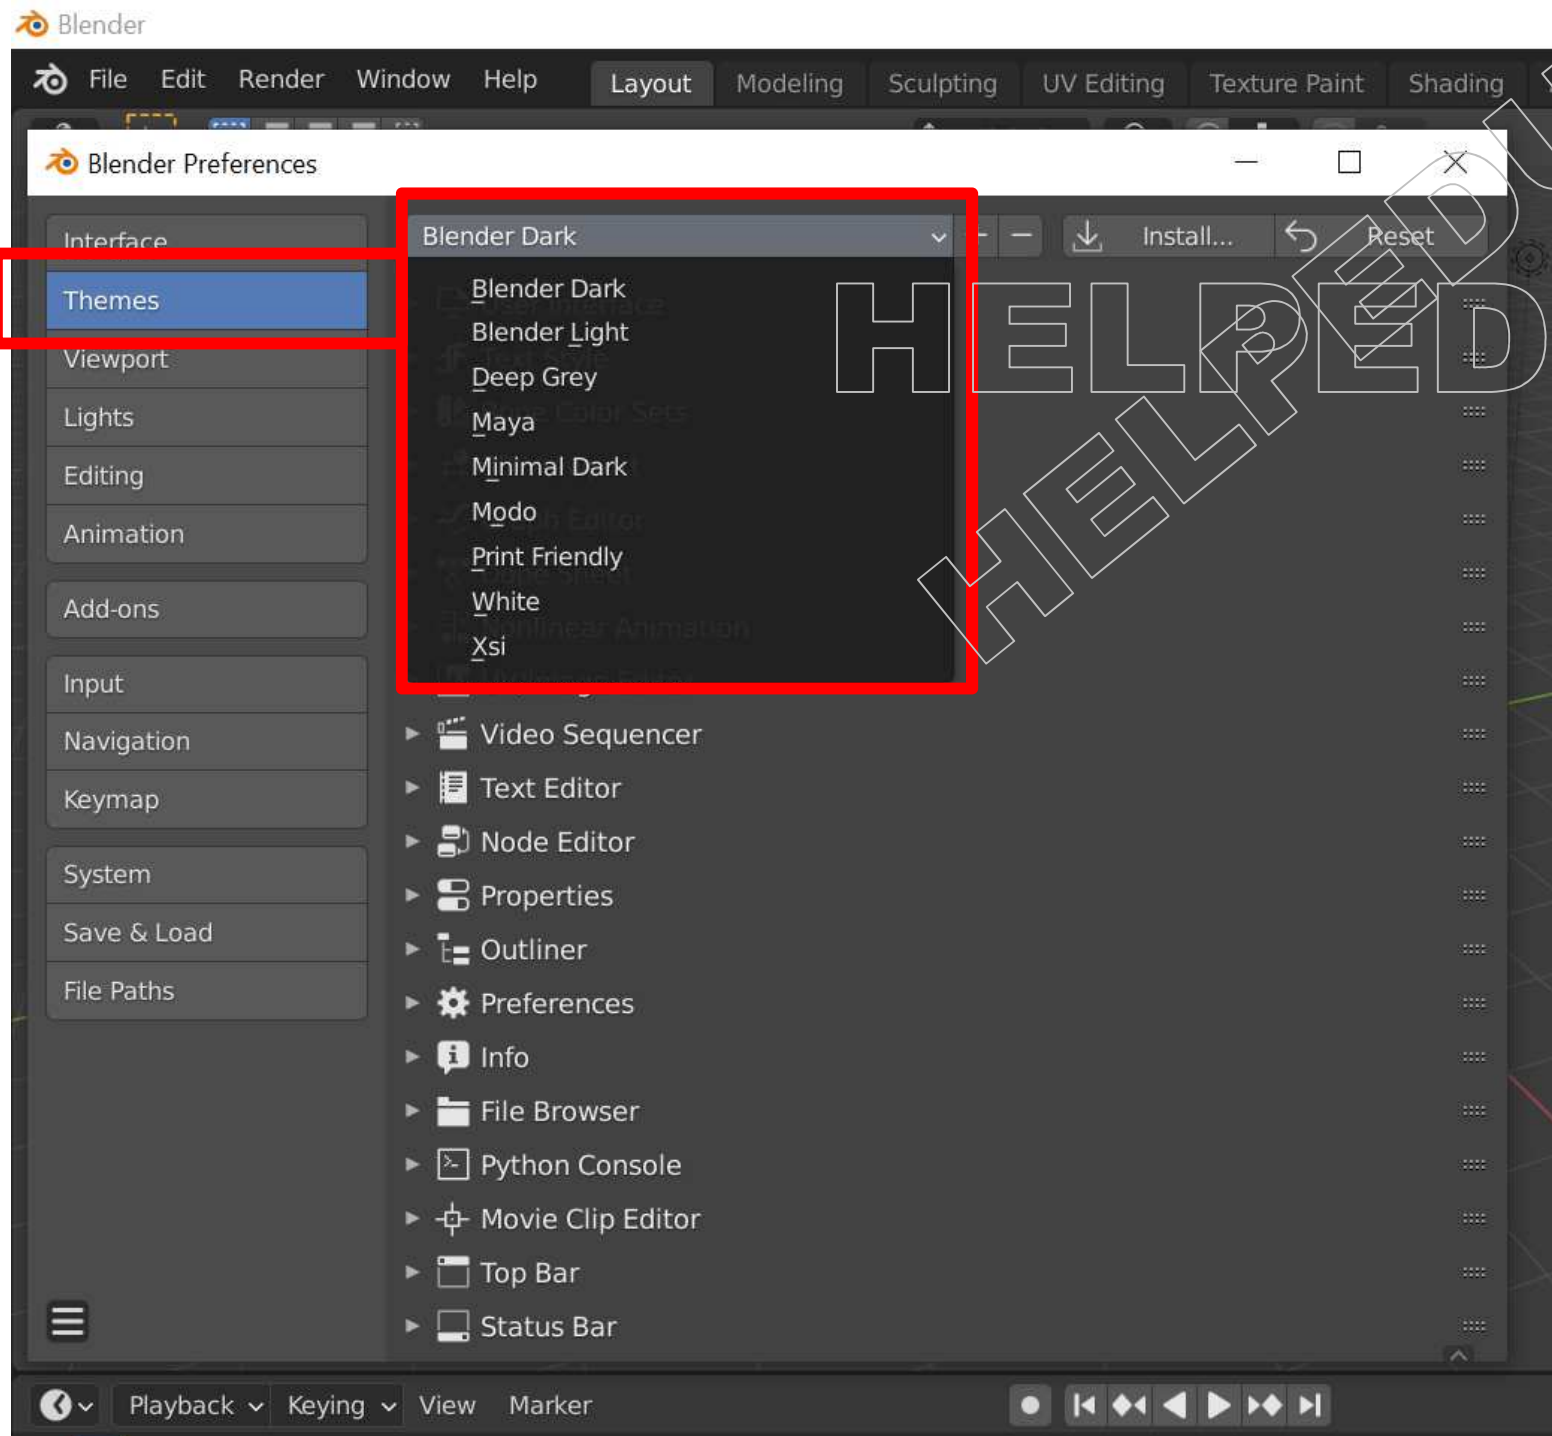 Blender
File Edit Render Window Help Layout Modeling Sculpting UV Editing Texture Paint Shading
Blender Preferences
Interface
Themes
Viewport
Lights
Editing
Animation
Add-ons
Input
Navigation
Keymap
System
Save & Load
File Paths
Blender Dark
Install... Reset
Blender Dark
Blender Light
Deep Grey
Maya
Minimal Dark
Modo
Print Friendly
White
Xsi
Video Sequencer
Text Editor
Node Editor
Properties
Outliner
Preferences
Info
File Browser
Python Console
Movie Clip Editor
Top Bar
Status Bar
HELPED
HELPEDU
Playback Keying View Marker